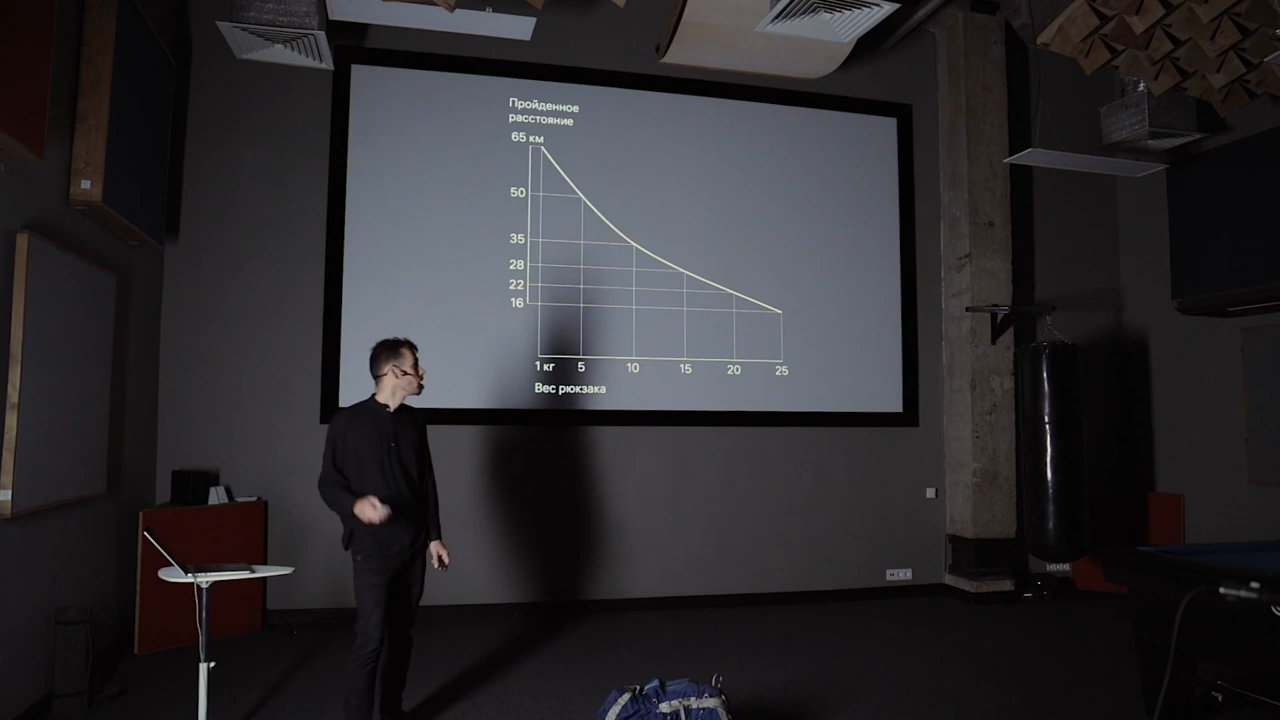 Пройденное
расстояние
65 км
50
35
28
22
16
1 кг 5 10 15 20 25
Вес рюкзака